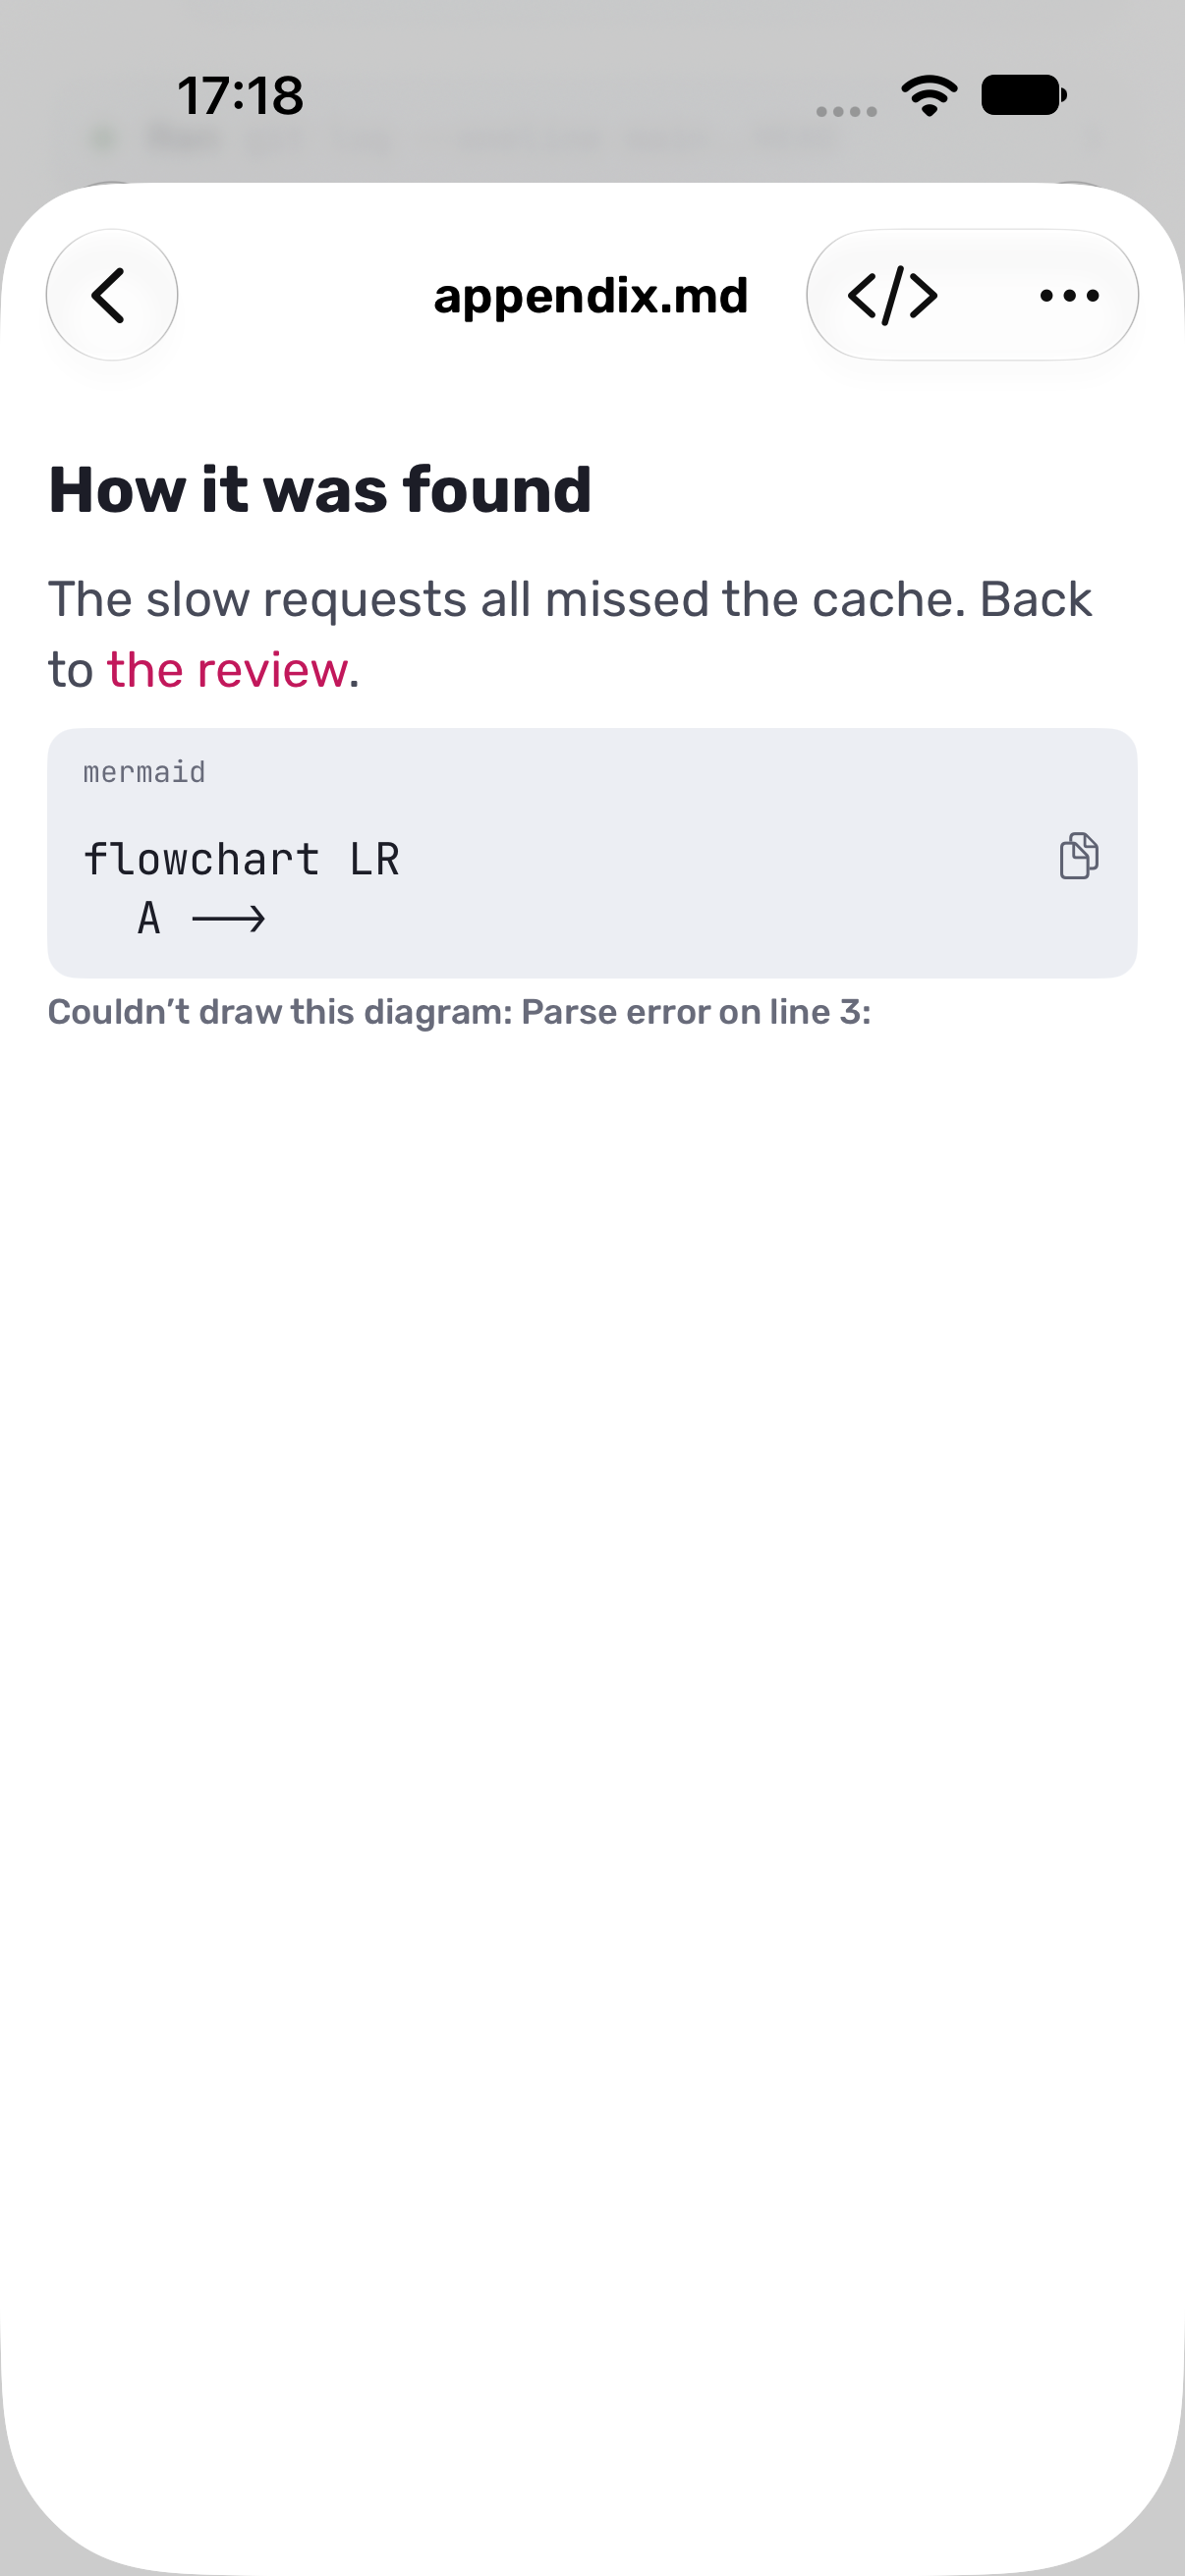 17:18
appendix.md
How it was found
The slow requests all missed the cache. Back
to the review.
mermaid
flowchart LR
A -->
Couldn’t draw this diagram: Parse error on line 3: